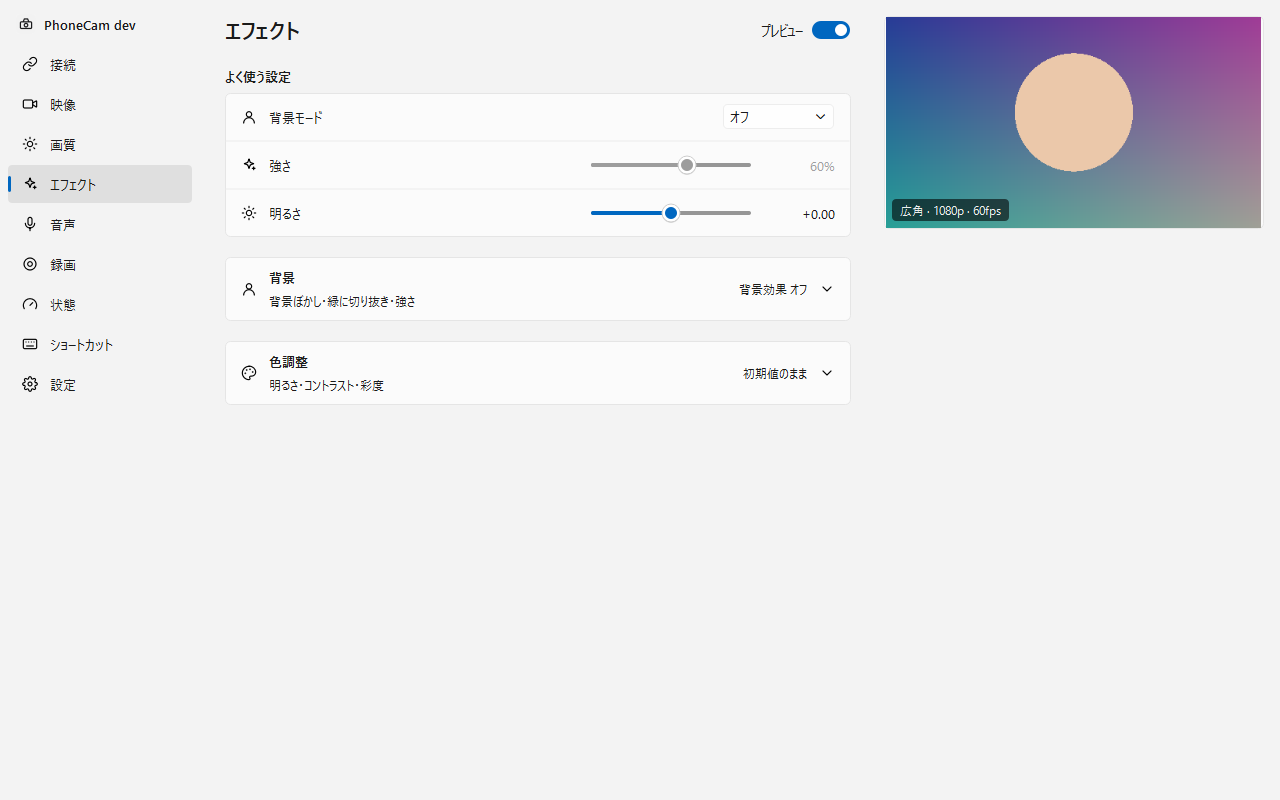 PhoneCam dev
接続
映像
画質
エフェクト
音声
録画
状態
ショートカット
設定
エフェクト
プレビュー
よく使う設定
背景モード
オフ
強さ
60%
明るさ
+0.00
背景
背景ぼかし・緑に切り抜き・強さ
背景効果 オフ
色調整
明るさ・コントラスト・彩度
初期値のまま
広角 · 1080p · 60fps